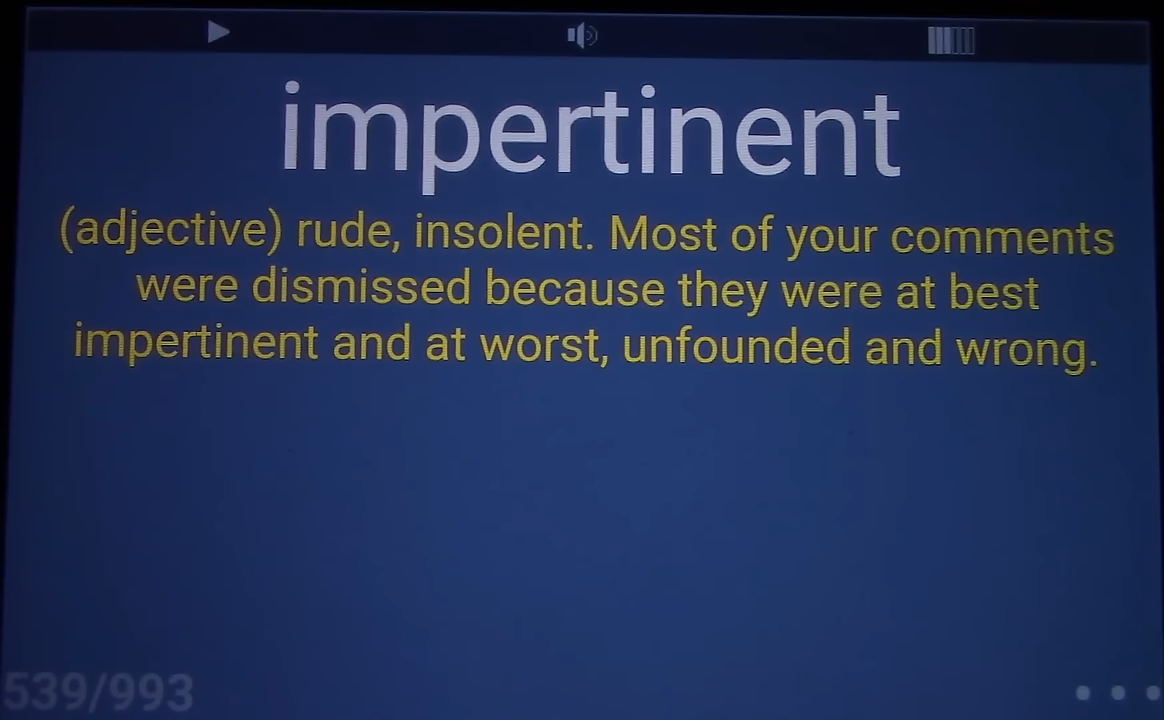 impertinent
(adjective) rude, insolent. Most of your comments
were dismissed because they were at best
impertinent and at worst, unfounded and wrong.
539/993